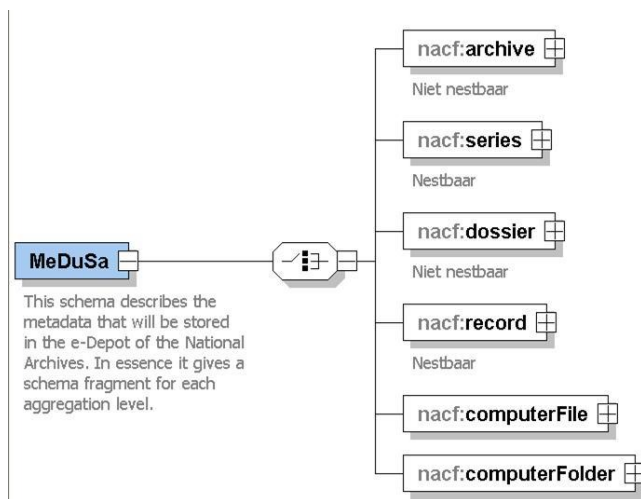 nacf:archive
Niet nestbaar
nacf:series
Nestbaar
nacf:dossier
Niet nestbaar
MeDuSa
This schema describes the
metadata that will be stored
in the e-Depot of the National
Archives. In essence it gives a
schema fragment for each
aggregation level.
nacf:record
Nestbaar
nacf:computerFile
nacf:computerFolder